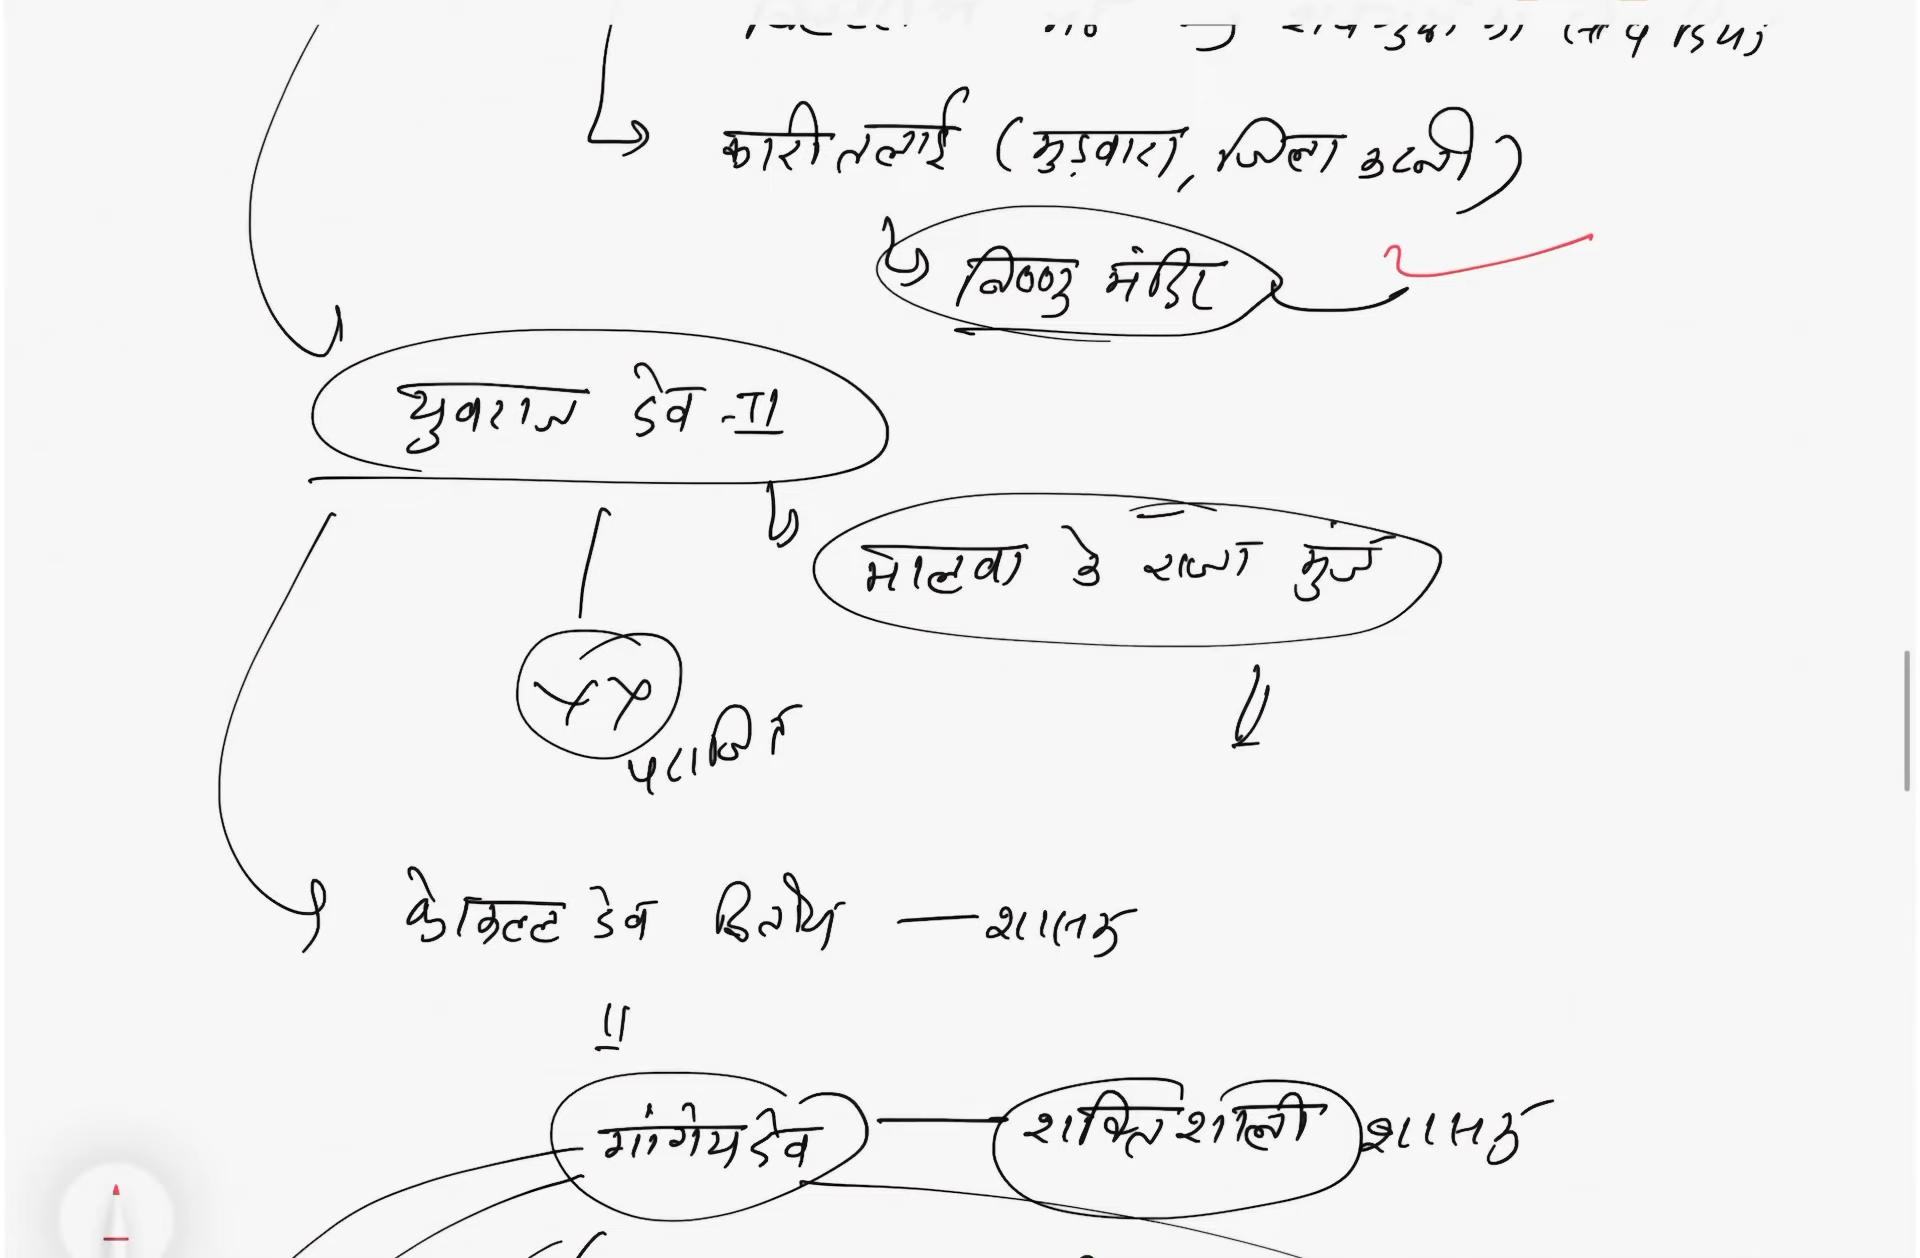 कारीतलाई (मुड़वारा, जिला कटनी)
विष्णु मंदिर
युवराज देव -II
मालवा के राजा मुंज
पराजित
कोकल्ल देव द्वितीय — शासक
गांगेयदेव — शक्तिशाली शासक